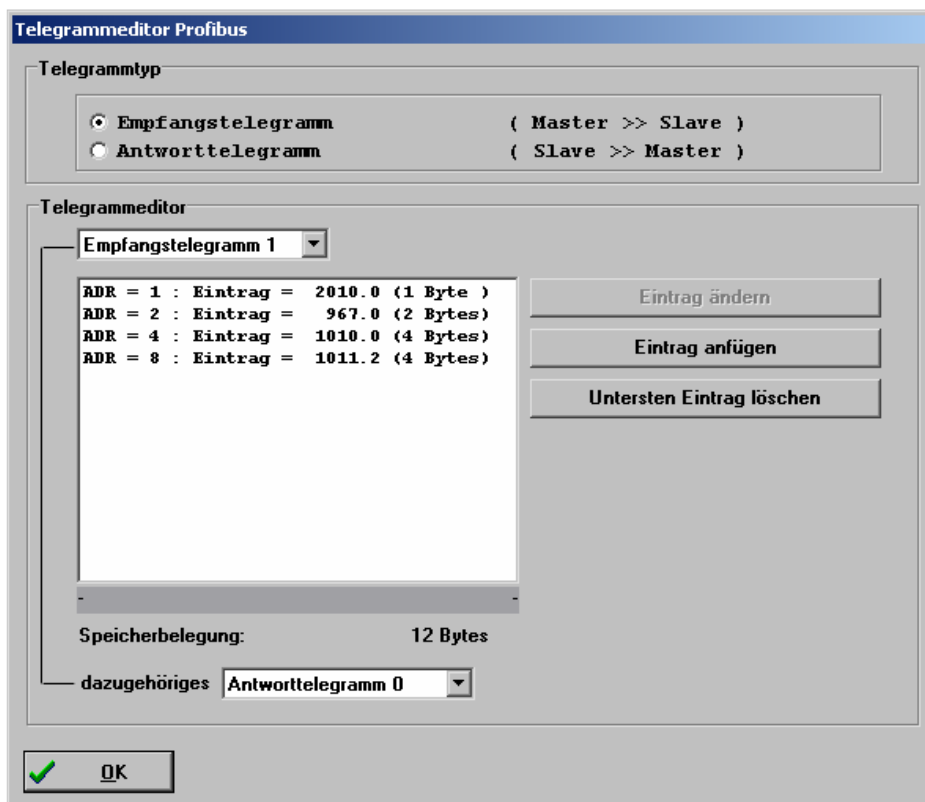 Telegrammeditor Profibus
Telegrammtyp
Empfangstelegramm ( Master >> Slave )
Antworttelegramm ( Slave >> Master )
Telegrammeditor
Empfangstelegramm 1
ADR = 1 : Eintrag = 2010.0 (1 Byte )
ADR = 2 : Eintrag = 967.0 (2 Bytes)
ADR = 4 : Eintrag = 1010.0 (4 Bytes)
ADR = 8 : Eintrag = 1011.2 (4 Bytes)
Eintrag ändern
Eintrag anfügen
Untersten Eintrag löschen
- -
Speicherbelegung: 12 Bytes
dazugehöriges Antworttelegramm 0
OK